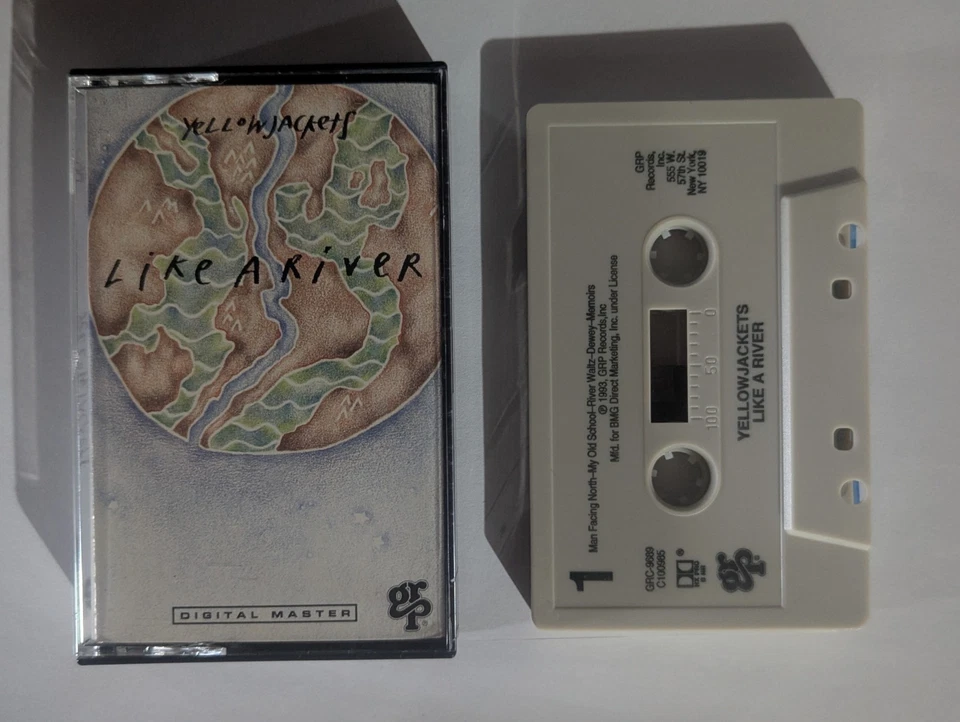 yellowjackets
Like A River
DIGITAL MASTER
grp
®
GRP
Records,
Inc.
555 W.
57th St.
New York,
NY 10019
Man Facing North–My Old School–River Waltz–Dewey–Memoirs
℗ 1993, GRP Records,Inc
Mfd. for BMG Direct Marketing, Inc. under License
100 50 0
YELLOWJACKETS
LIKE A RIVER
1
GRC-9689
C100965
®
HX PRO
grp
®